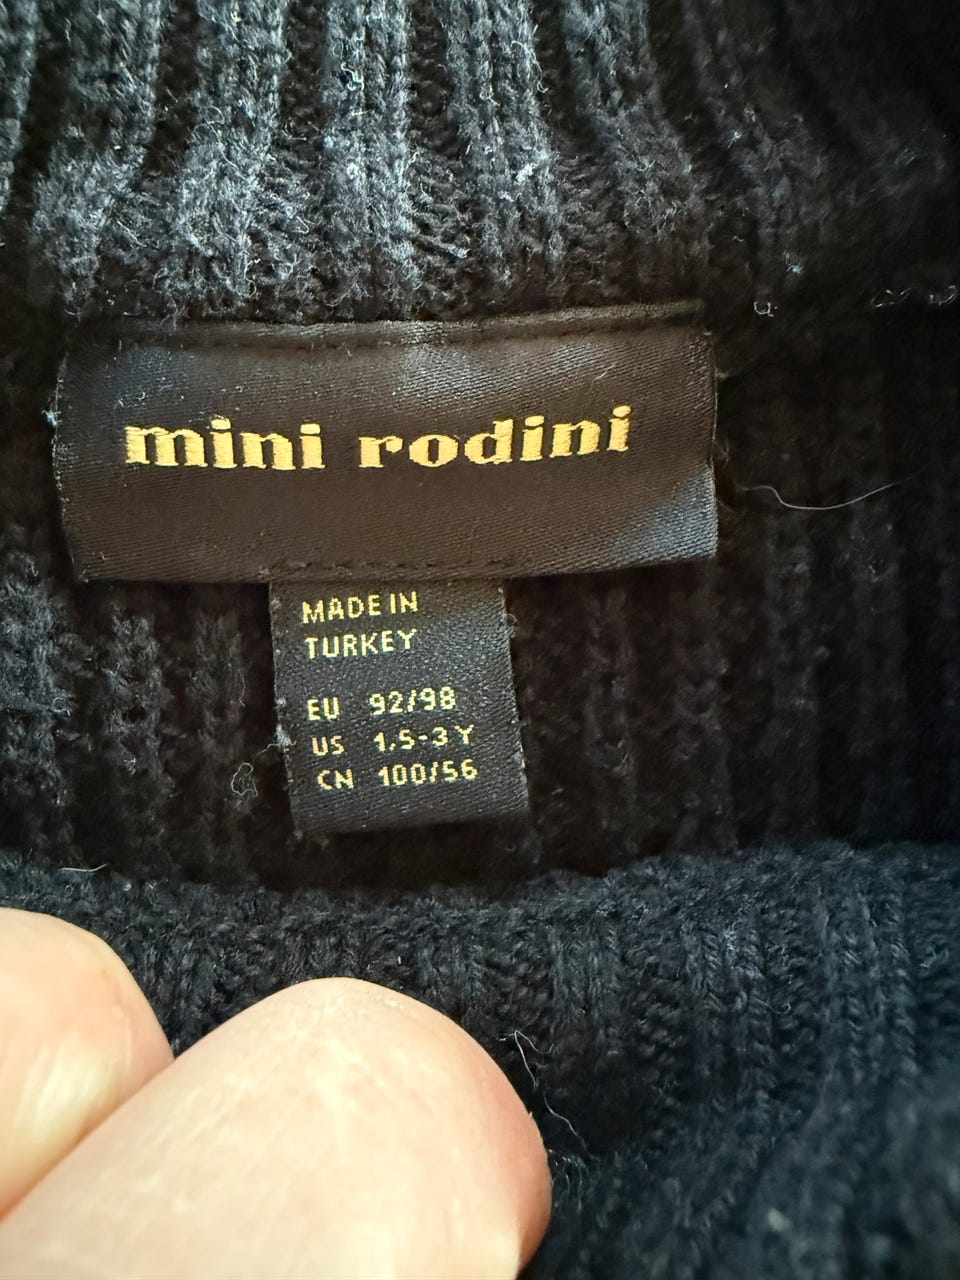 mini rodini
MADE IN
TURKEY
EU 92/98
US 1,5-3 Y
CN 100/56